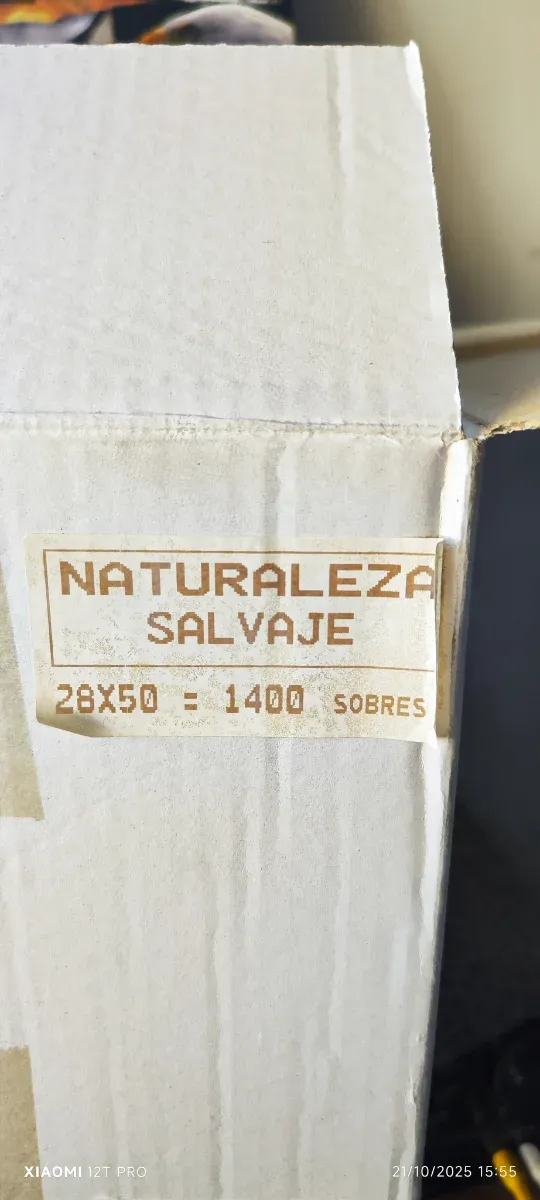 NATURALEZA
SALVAJE
28X50 = 1400 SOBRES
XIAOMI 12T PRO
21/10/2025 15:55